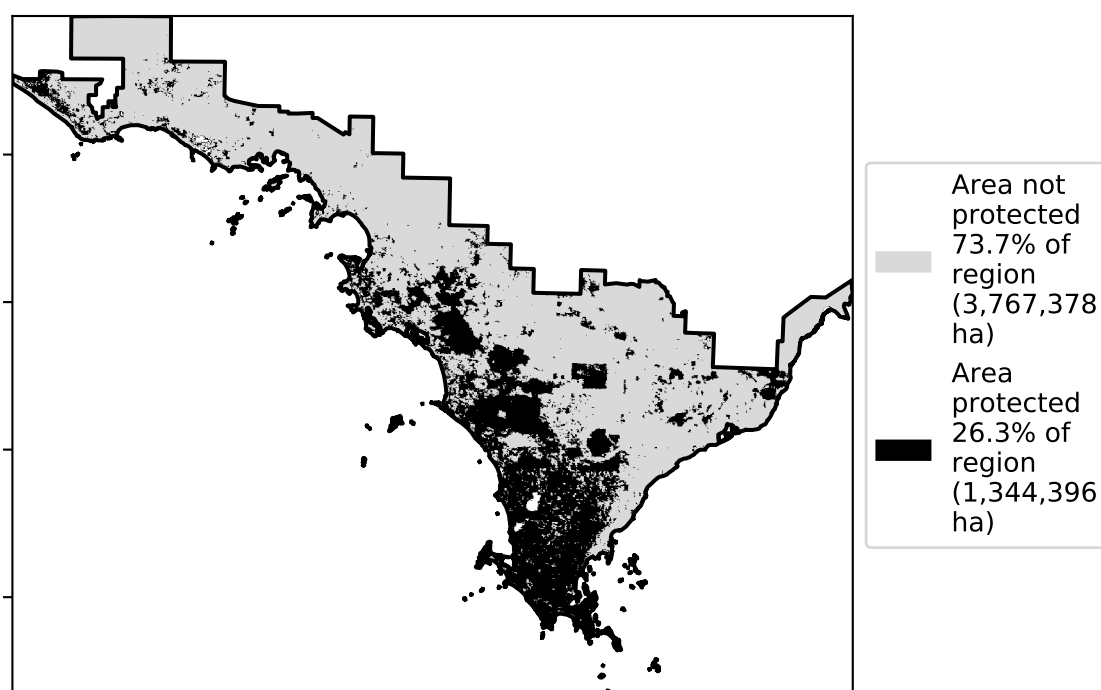 Area not
protected
73.7% of
region
(3,767,378
ha)
Area
protected
26.3% of
region
(1,344,396
ha)